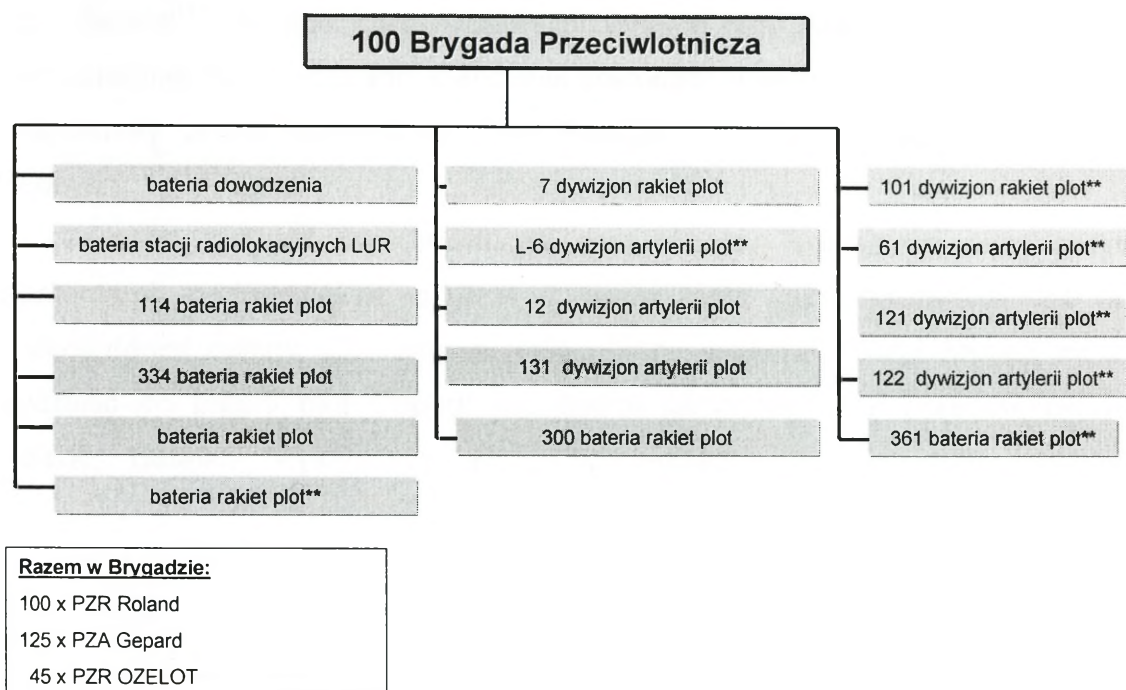 100 Brygada Przeciwlotnicza
bateria dowodzenia
bateria stacji radiolokacyjnych LUR
114 bateria rakiet plot
334 bateria rakiet plot
bateria rakiet plot
bateria rakiet plot**
7 dywizjon rakiet plot
L-6 dywizjon artylerii plot**
12 dywizjon artylerii plot
131 dywizjon artylerii plot
300 bateria rakiet plot
101 dywizjon rakiet plot**
61 dywizjon artylerii plot**
121 dywizjon artylerii plot**
122 dywizjon artylerii plot**
361 bateria rakiet plot**
Razem w Brygadzie:
100 x PZR Roland
125 x PZA Gepard
45 x PZR OZELOT